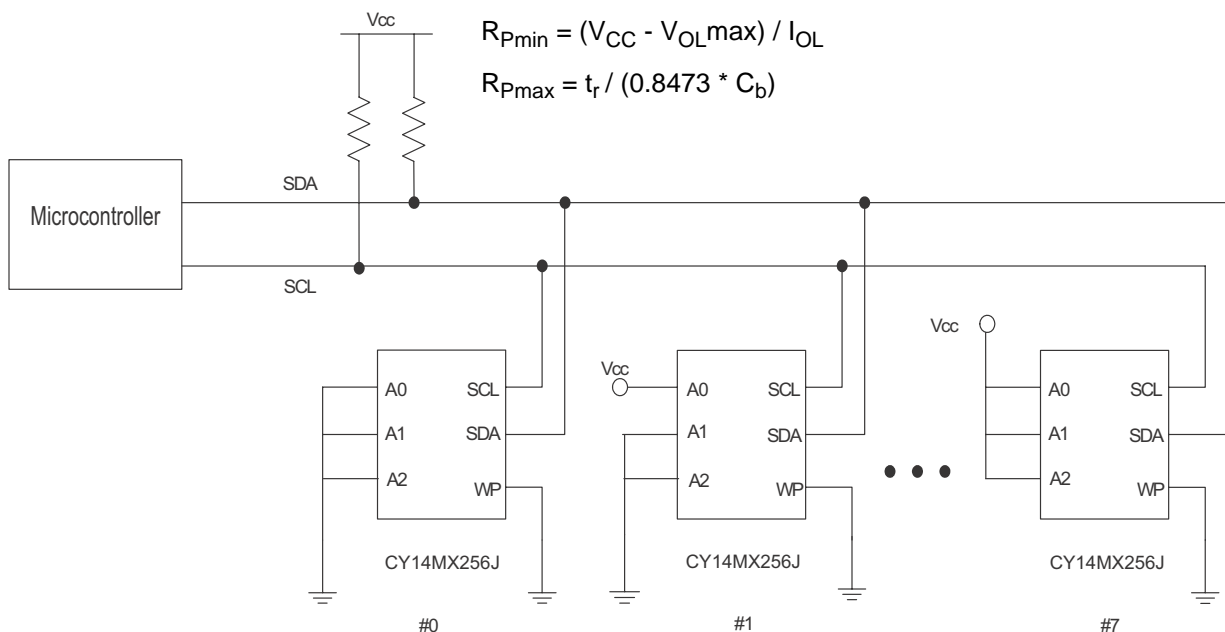 Vcc
R_Pmin = (V_CC - V_OLmax) / I_OL
R_Pmax = t_r / (0.8473 * C_b)
SDA
Microcontroller
SCL
Vcc
Vcc
A0 SCL
A1 SDA
A2 WP
A0 SCL
A1 SDA
A2 WP
A0 SCL
A1 SDA
A2 WP
CY14MX256J
CY14MX256J
CY14MX256J
#0
#1
#7